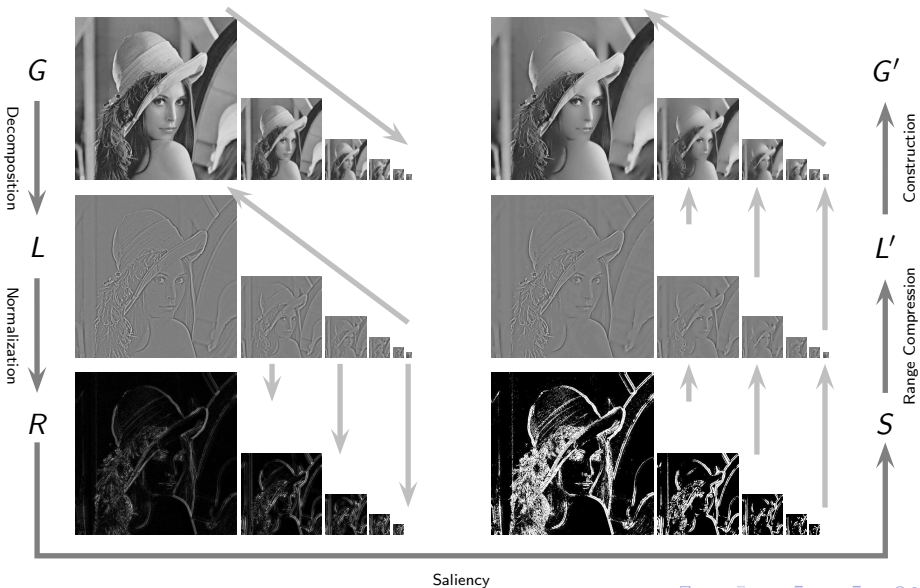 G
Decomposition
L
Normalization
R
Saliency
S
Range Compression
L′
Construction
G′